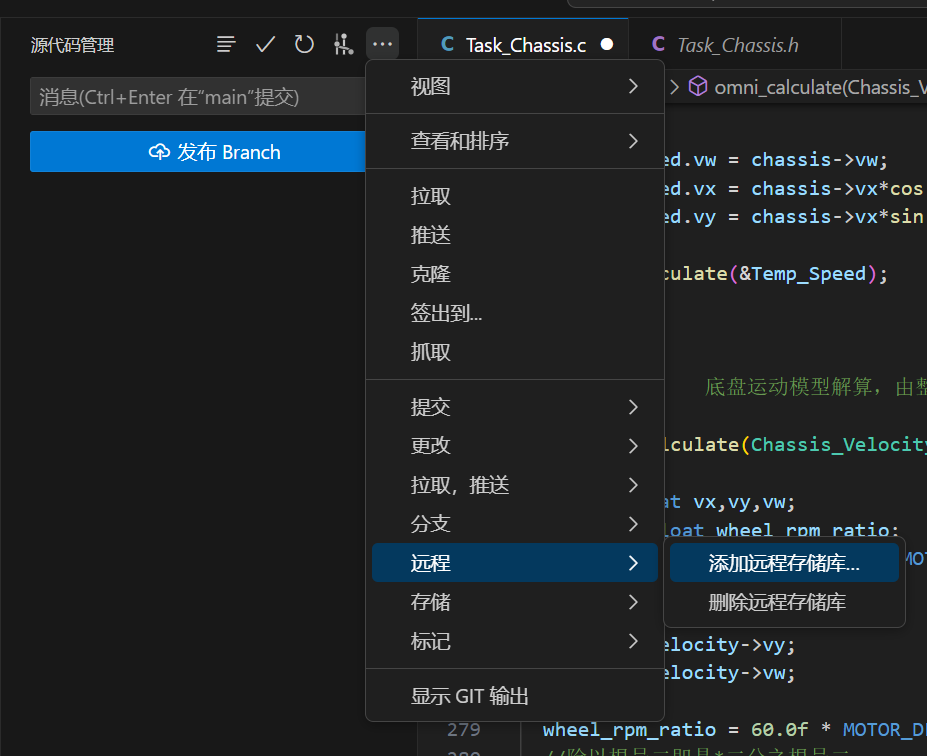 源代码管理
消息(Ctrl+Enter 在“main”提交)
发布 Branch
Task_Chassis.c
Task_Chassis.h
omni_calculate(Chassis_V
视图
查看和排序
拉取
推送
克隆
签出到...
抓取
提交
更改
拉取，推送
分支
远程
存储
标记
显示 GIT 输出
添加远程存储库...
删除远程存储库
ed.vw = chassis->vw;
ed.vx = chassis->vx*cos
ed.vy = chassis->vx*sin
culate(&Temp_Speed);
底盘运动模型解算，由整
lculate(Chassis_Velocity
at vx,vy,vw;
loat wheel_rpm_ratio;
MOT
elocity->vy;
elocity->vw;
279 wheel_rpm_ratio = 60.0f * MOTOR_D